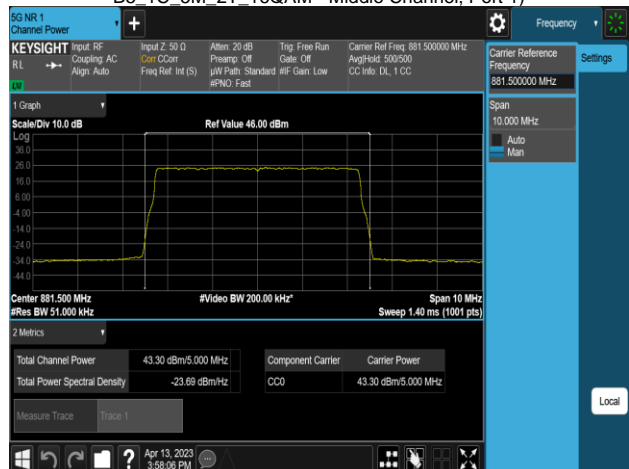 B5_1C_5M_2T_16QAM - Middle Channel, Port 1)
5G NR 1
Channel Power
Frequency
KEYSIGHT
RL
LW
Input: RF
Coupling: AC
Align: Auto
Input Z: 50 Ω
Corr CCorr
Freq Ref: Int (S)
Atten: 20 dB
Preamp: Off
µW Path: Standard
#PNO: Fast
Trig: Free Run
Gate: Off
#IF Gain: Low
Carrier Ref Freq: 881.500000 MHz
Avg|Hold: 500/500
CC Info: DL, 1 CC
Carrier Reference
Frequency
881.500000 MHz
Settings
Span
10.000 MHz
Auto
Man
1 Graph
Scale/Div 10.0 dB
Ref Value 46.00 dBm
Log
36.0
26.0
16.0
6.00
-4.00
-14.0
-24.0
-34.0
-44.0
Center 881.500 MHz
#Video BW 200.00 kHz*
Span 10 MHz
#Res BW 51.000 kHz
Sweep 1.40 ms (1001 pts)
2 Metrics
Total Channel Power 43.30 dBm/5.000 MHz
Total Power Spectral Density -23.69 dBm/Hz
Component Carrier Carrier Power
CC0 43.30 dBm/5.000 MHz
Measure Trace Trace 1
Local
Apr 13, 2023
3:58:06 PM